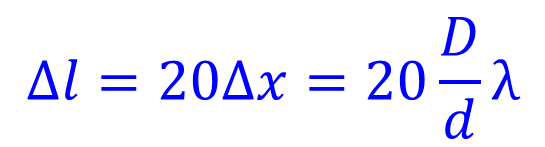 Δl = 20Δx = 20 D/d λ